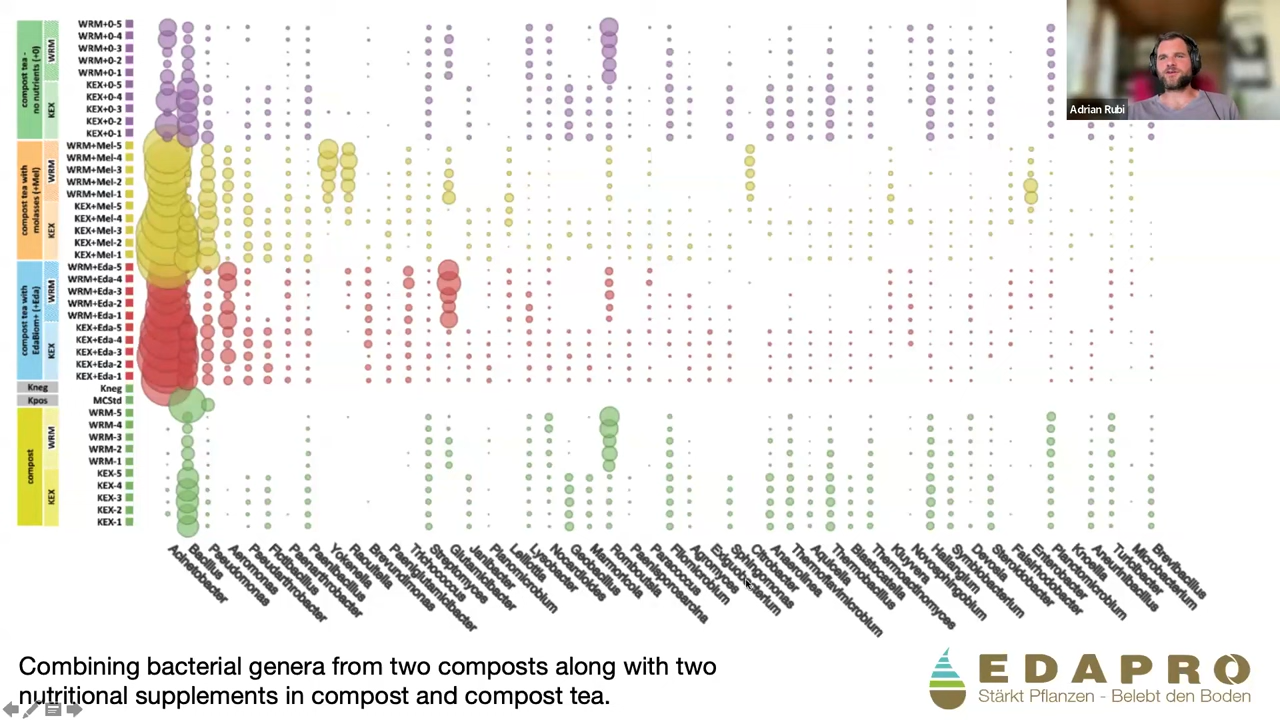 compost tea -
no nutrients (+0)
WRM
KEX
compost tea with
molasses (+Mel)
WRM
KEX
compost tea with
EdaBiom+ (+Eda)
WRM
KEX
Kneg
Kpos
compost
WRM
KEX
WRM+0-5
WRM+0-4
WRM+0-3
WRM+0-2
WRM+0-1
KEX+0-5
KEX+0-4
KEX+0-3
KEX+0-2
KEX+0-1
WRM+Mel-5
WRM+Mel-4
WRM+Mel-3
WRM+Mel-2
WRM+Mel-1
KEX+Mel-5
KEX+Mel-4
KEX+Mel-3
KEX+Mel-2
KEX+Mel-1
WRM+Eda-5
WRM+Eda-4
WRM+Eda-3
WRM+Eda-2
WRM+Eda-1
KEX+Eda-5
KEX+Eda-4
KEX+Eda-3
KEX+Eda-2
KEX+Eda-1
Kneg
MCStd
WRM-5
WRM-4
WRM-3
WRM-2
WRM-1
KEX-5
KEX-4
KEX-3
KEX-2
KEX-1
Adrian Rubi
Acinetobacter
Bacillus
Pseudomonas
Aeromonas
Pseudarthrobacter
Flavobacter
Paenarthrobacter
Paenibacillus
Yokenella
Raoultella
Brevundimonas
Paeniglutamicibacter
Trichococcus
Streptomyces
Glutamicibacter
Janibacter
Planomicrobium
Lelliottia
Lysobacter
Nocardioides
Geobacillus
Marmoricola
Romboutsia
Paenisporosarcina
Paracoccus
Filomicrobium
Agromyces
Exiguobacterium
Sphingomonas
Citrobacter
Anaerolinea
Thermoflavimicrobium
Aquicella
Thermobacillus
Blastocatella
Thermoactinomyces
Kluyvera
Novosphingobium
Haliangium
Symbiobacterium
Devosia
Steroidobacter
Falsirhodobacter
Enterobacter
Planctomicrobium
Knoellia
Ureibacillus
Turicibacter
Microbacterium
Brevibacillus
Combining bacterial genera from two composts along with two
nutritional supplements in compost and compost tea.
EDAPRO
Stärkt Pflanzen - Belebt den Boden